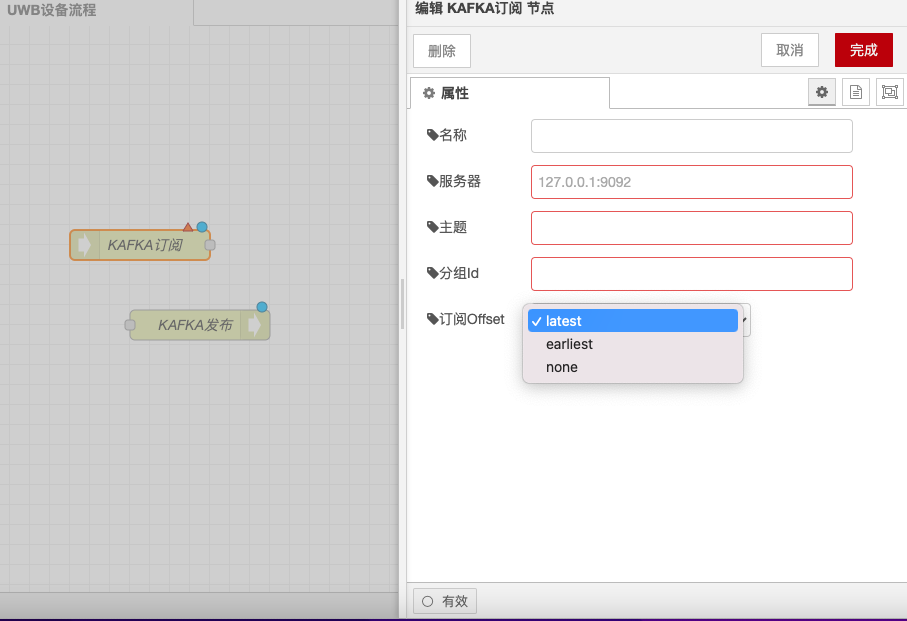 UWB设备流程
编辑 KAFKA订阅 节点
删除
取消
完成
属性
名称
服务器
127.0.0.1:9092
主题
分组Id
订阅Offset
✓ latest
earliest
none
KAFKA订阅
KAFKA发布
有效